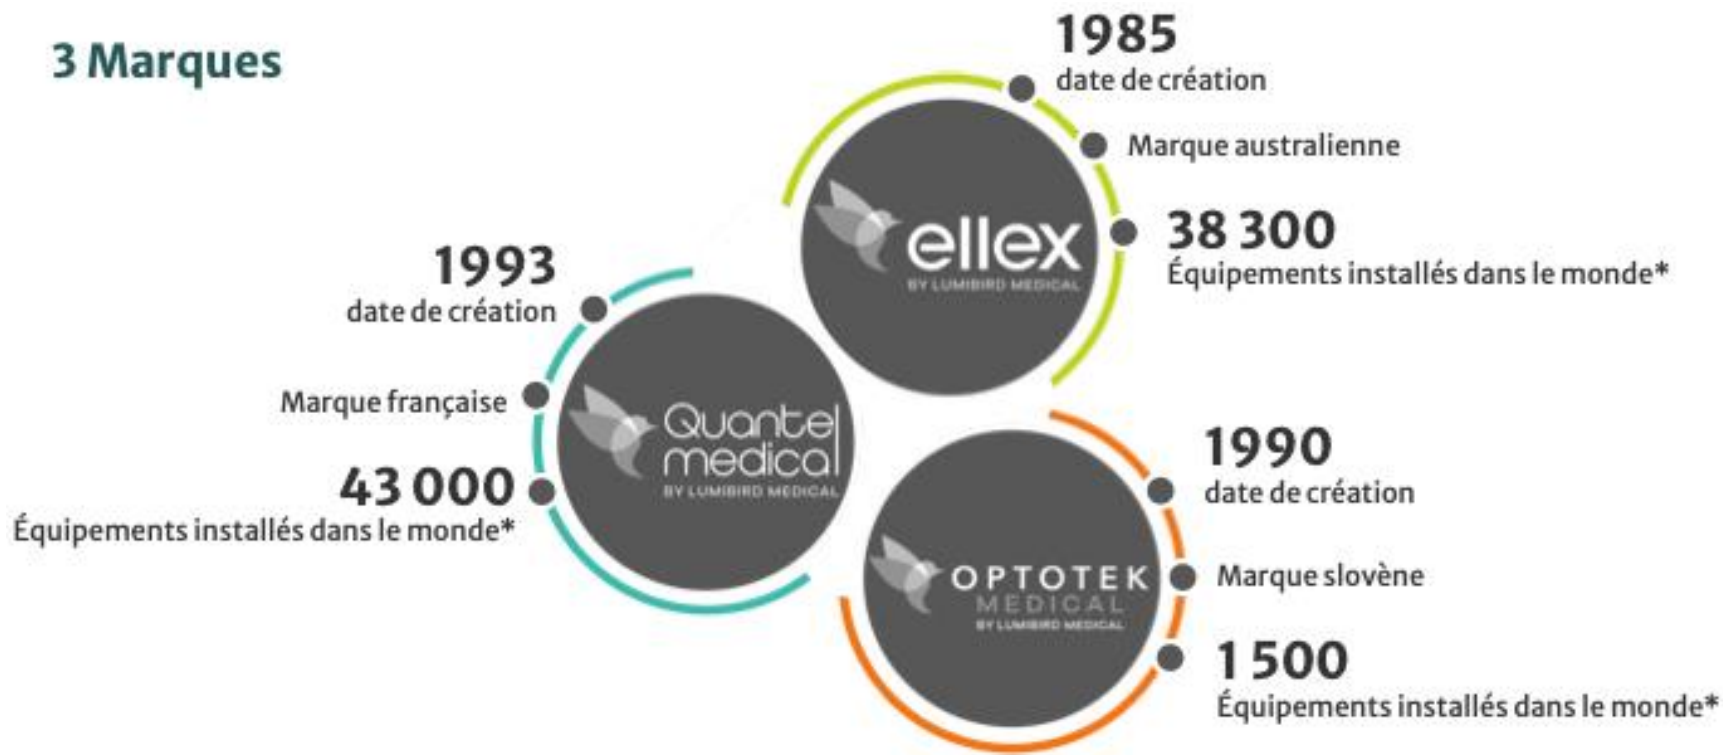 3 Marques
1985
date de création
Marque australienne
38 300
Équipements installés dans le monde*
ellex
BY LUMIBIRD MEDICAL
1993
date de création
Marque française
43 000
Équipements installés dans le monde*
Quantel
medical
BY LUMIBIRD MEDICAL
1990
date de création
Marque slovène
1 500
Équipements installés dans le monde*
OPTOTEK
MEDICAL
BY LUMIBIRD MEDICAL